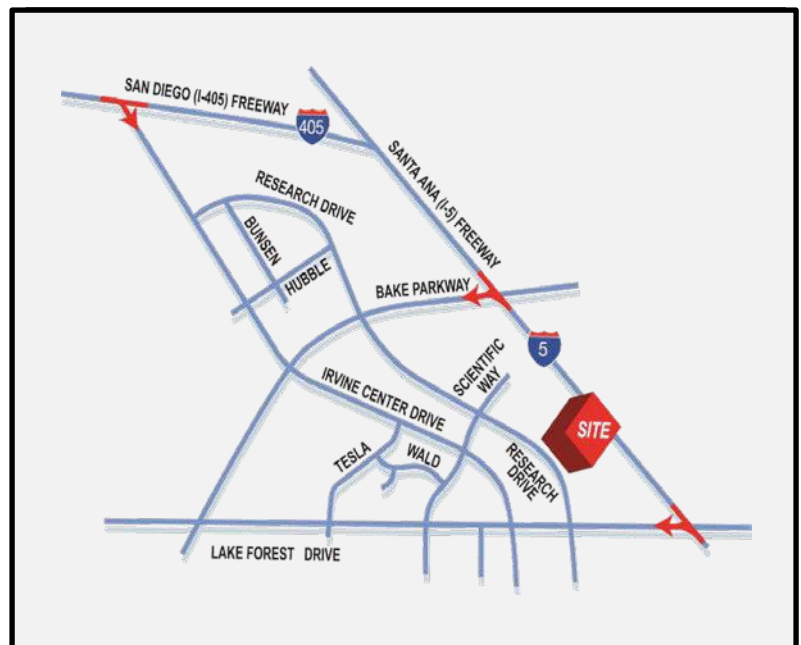 SAN DIEGO (I-405) FREEWAY
405
SANTA ANA (I-5) FREEWAY
RESEARCH DRIVE
BUNSEN
HUBBLE
BAKE PARKWAY
5
SCIENTIFIC
WAY
IRVINE CENTER DRIVE
SITE
TESLA
WALD
RESEARCH
DRIVE
LAKE FOREST DRIVE